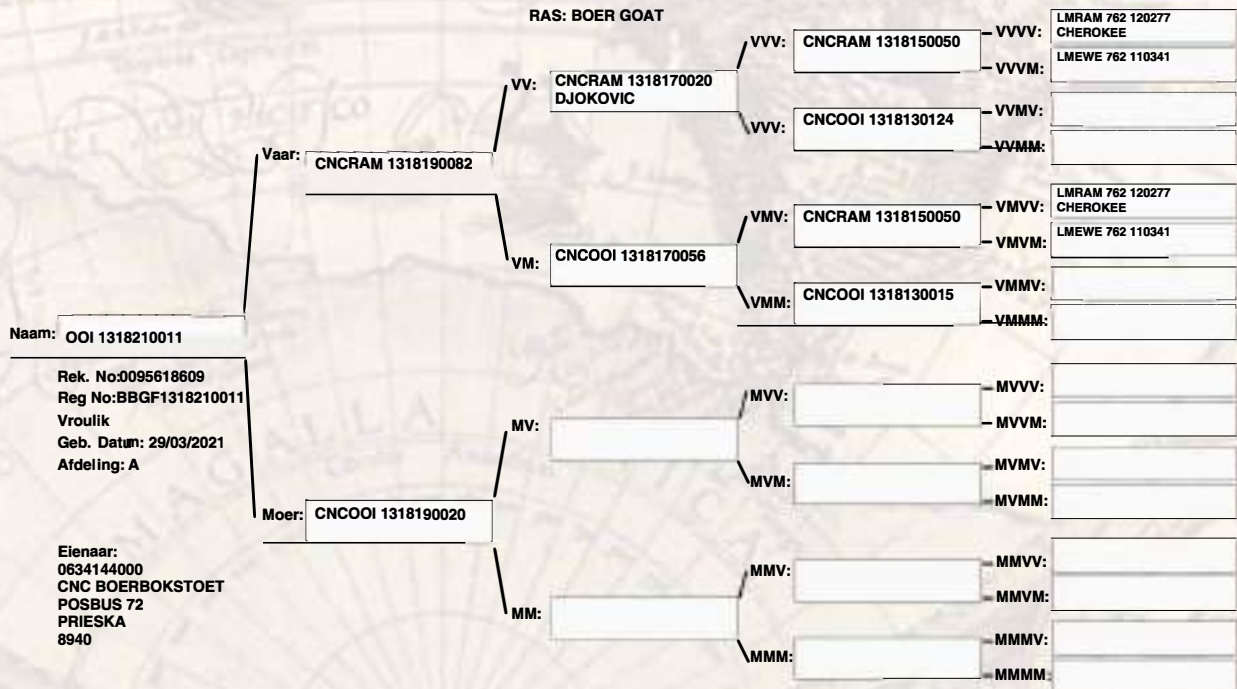 RAS: BOER GOAT
Naam: OOI 1318210011
Rek. No:0095618609
Reg No:BBGF1318210011
Vroulik
Geb. Datum: 29/03/2021
Afdeling: A
Eienaar:
0634144000
CNC BOERBOKSTOET
POSBUS 72
PRIESKA
8940
Vaar: CNCRAM 1318190082
Moer: CNCOOI 1318190020
VV: CNCRAM 1318170020
DJOKOVIC
VM: CNCOOI 1318170056
MV:
MM:
VVV: CNCRAM 1318150050
VVV: CNCOOI 1318130124
VMV: CNCRAM 1318150050
VMM: CNCOOI 1318130015
MVV:
MVM:
MMV:
MMM:
VVVV: LMRAM 762 120277
CHEROKEE
VVVM: LMEWE 762 110341
VVMV:
VVMM:
VMVV: LMRAM 762 120277
CHEROKEE
VMVM: LMEWE 762 110341
VMMV:
VMMM:
MVVV:
MVVM:
MVMV:
MVMM:
MMVV:
MMVM:
MMMV:
MMMM: